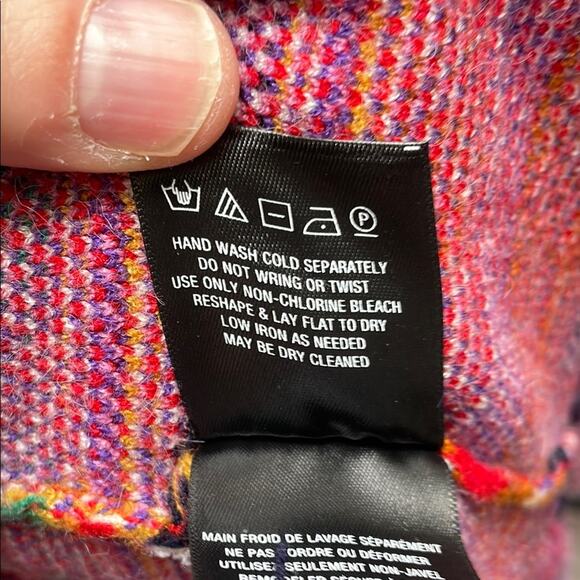 P
HAND WASH COLD SEPARATELY
DO NOT WRING OR TWIST
USE ONLY NON-CHLORINE BLEACH
RESHAPE & LAY FLAT TO DRY
LOW IRON AS NEEDED
MAY BE DRY CLEANED
MAIN FROID DE LAVAGE SÉPARÉMENT
NE PAS TORDRE OU DÉFORMER
UTILISEZ SEULEMENT NON-JAVEL